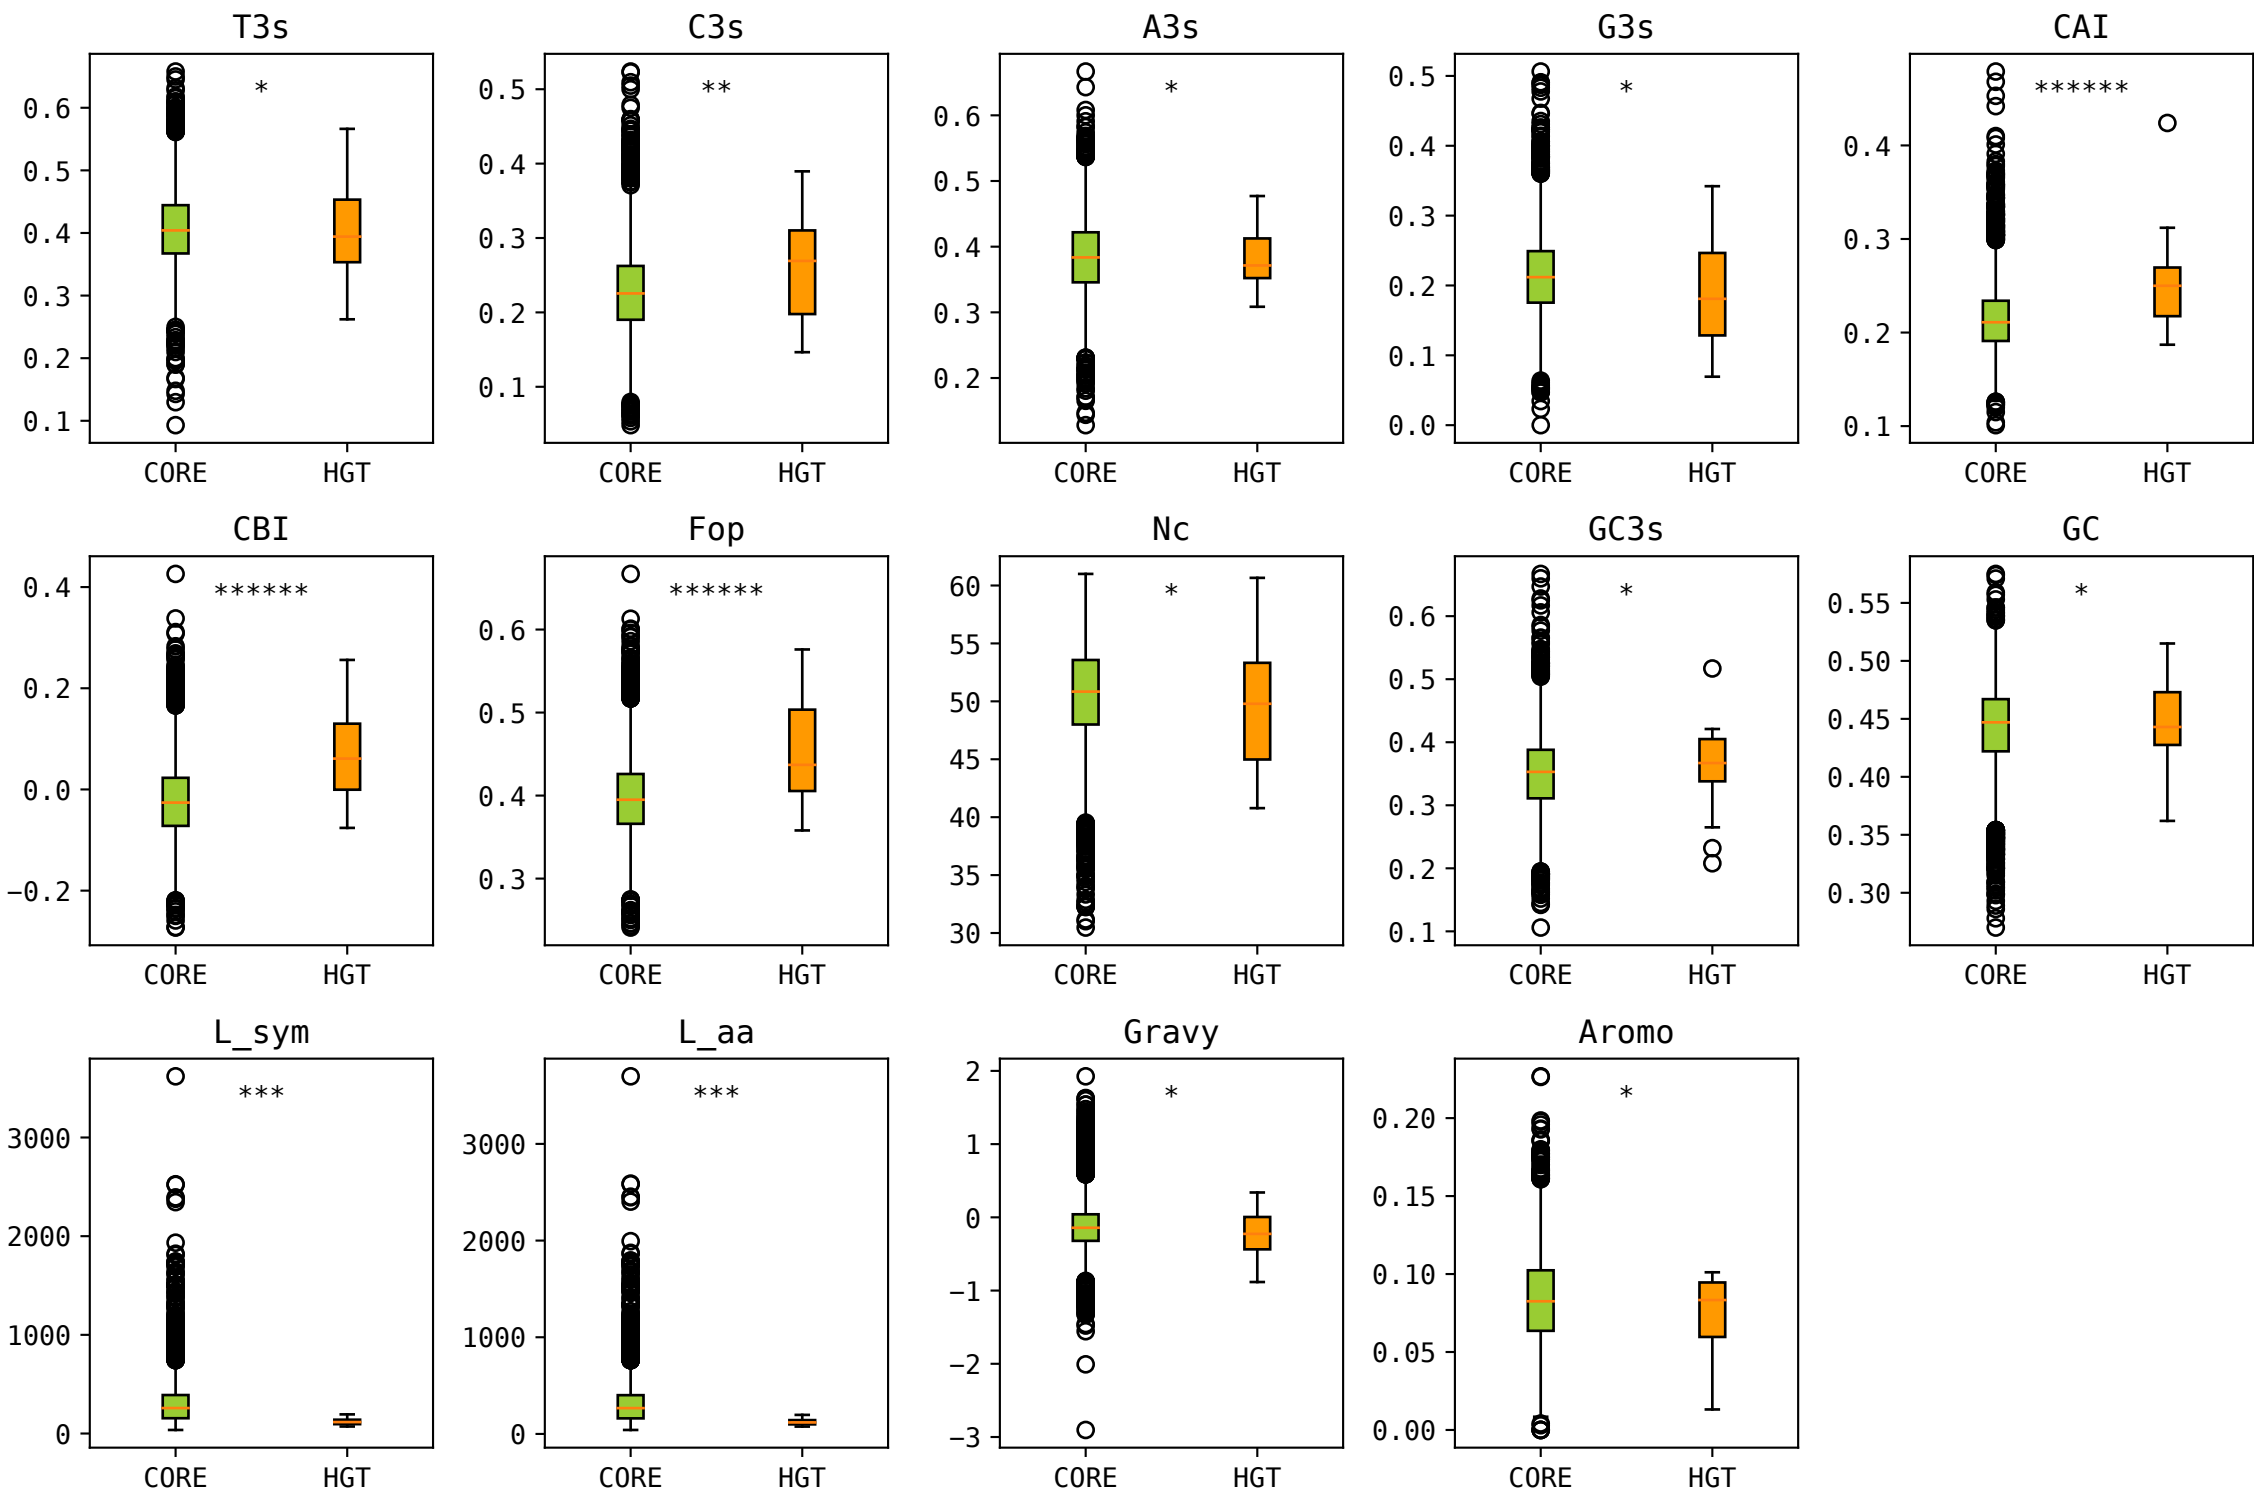 T3s C3s A3s G3s CAI
* ** * * ******
0.6 0.5 0.4 0.3 0.2 0.1
0.5 0.4 0.3 0.2 0.1
0.6 0.5 0.4 0.3 0.2
0.5 0.4 0.3 0.2 0.1 0.0
0.4 0.3 0.2 0.1
CORE HGT CORE HGT CORE HGT CORE HGT CORE HGT
CBI Fop Nc GC3s GC
****** ****** * * *
0.4 0.2 0.0 −0.2
0.6 0.5 0.4 0.3
60 55 50 45 40 35 30
0.6 0.5 0.4 0.3 0.2 0.1
0.55 0.50 0.45 0.40 0.35 0.30
CORE HGT CORE HGT CORE HGT CORE HGT CORE HGT
L_sym L_aa Gravy Aromo
*** *** * *
3000 2000 1000 0
3000 2000 1000 0
2 1 0 −1 −2 −3
0.20 0.15 0.10 0.05 0.00
CORE HGT CORE HGT CORE HGT CORE HGT